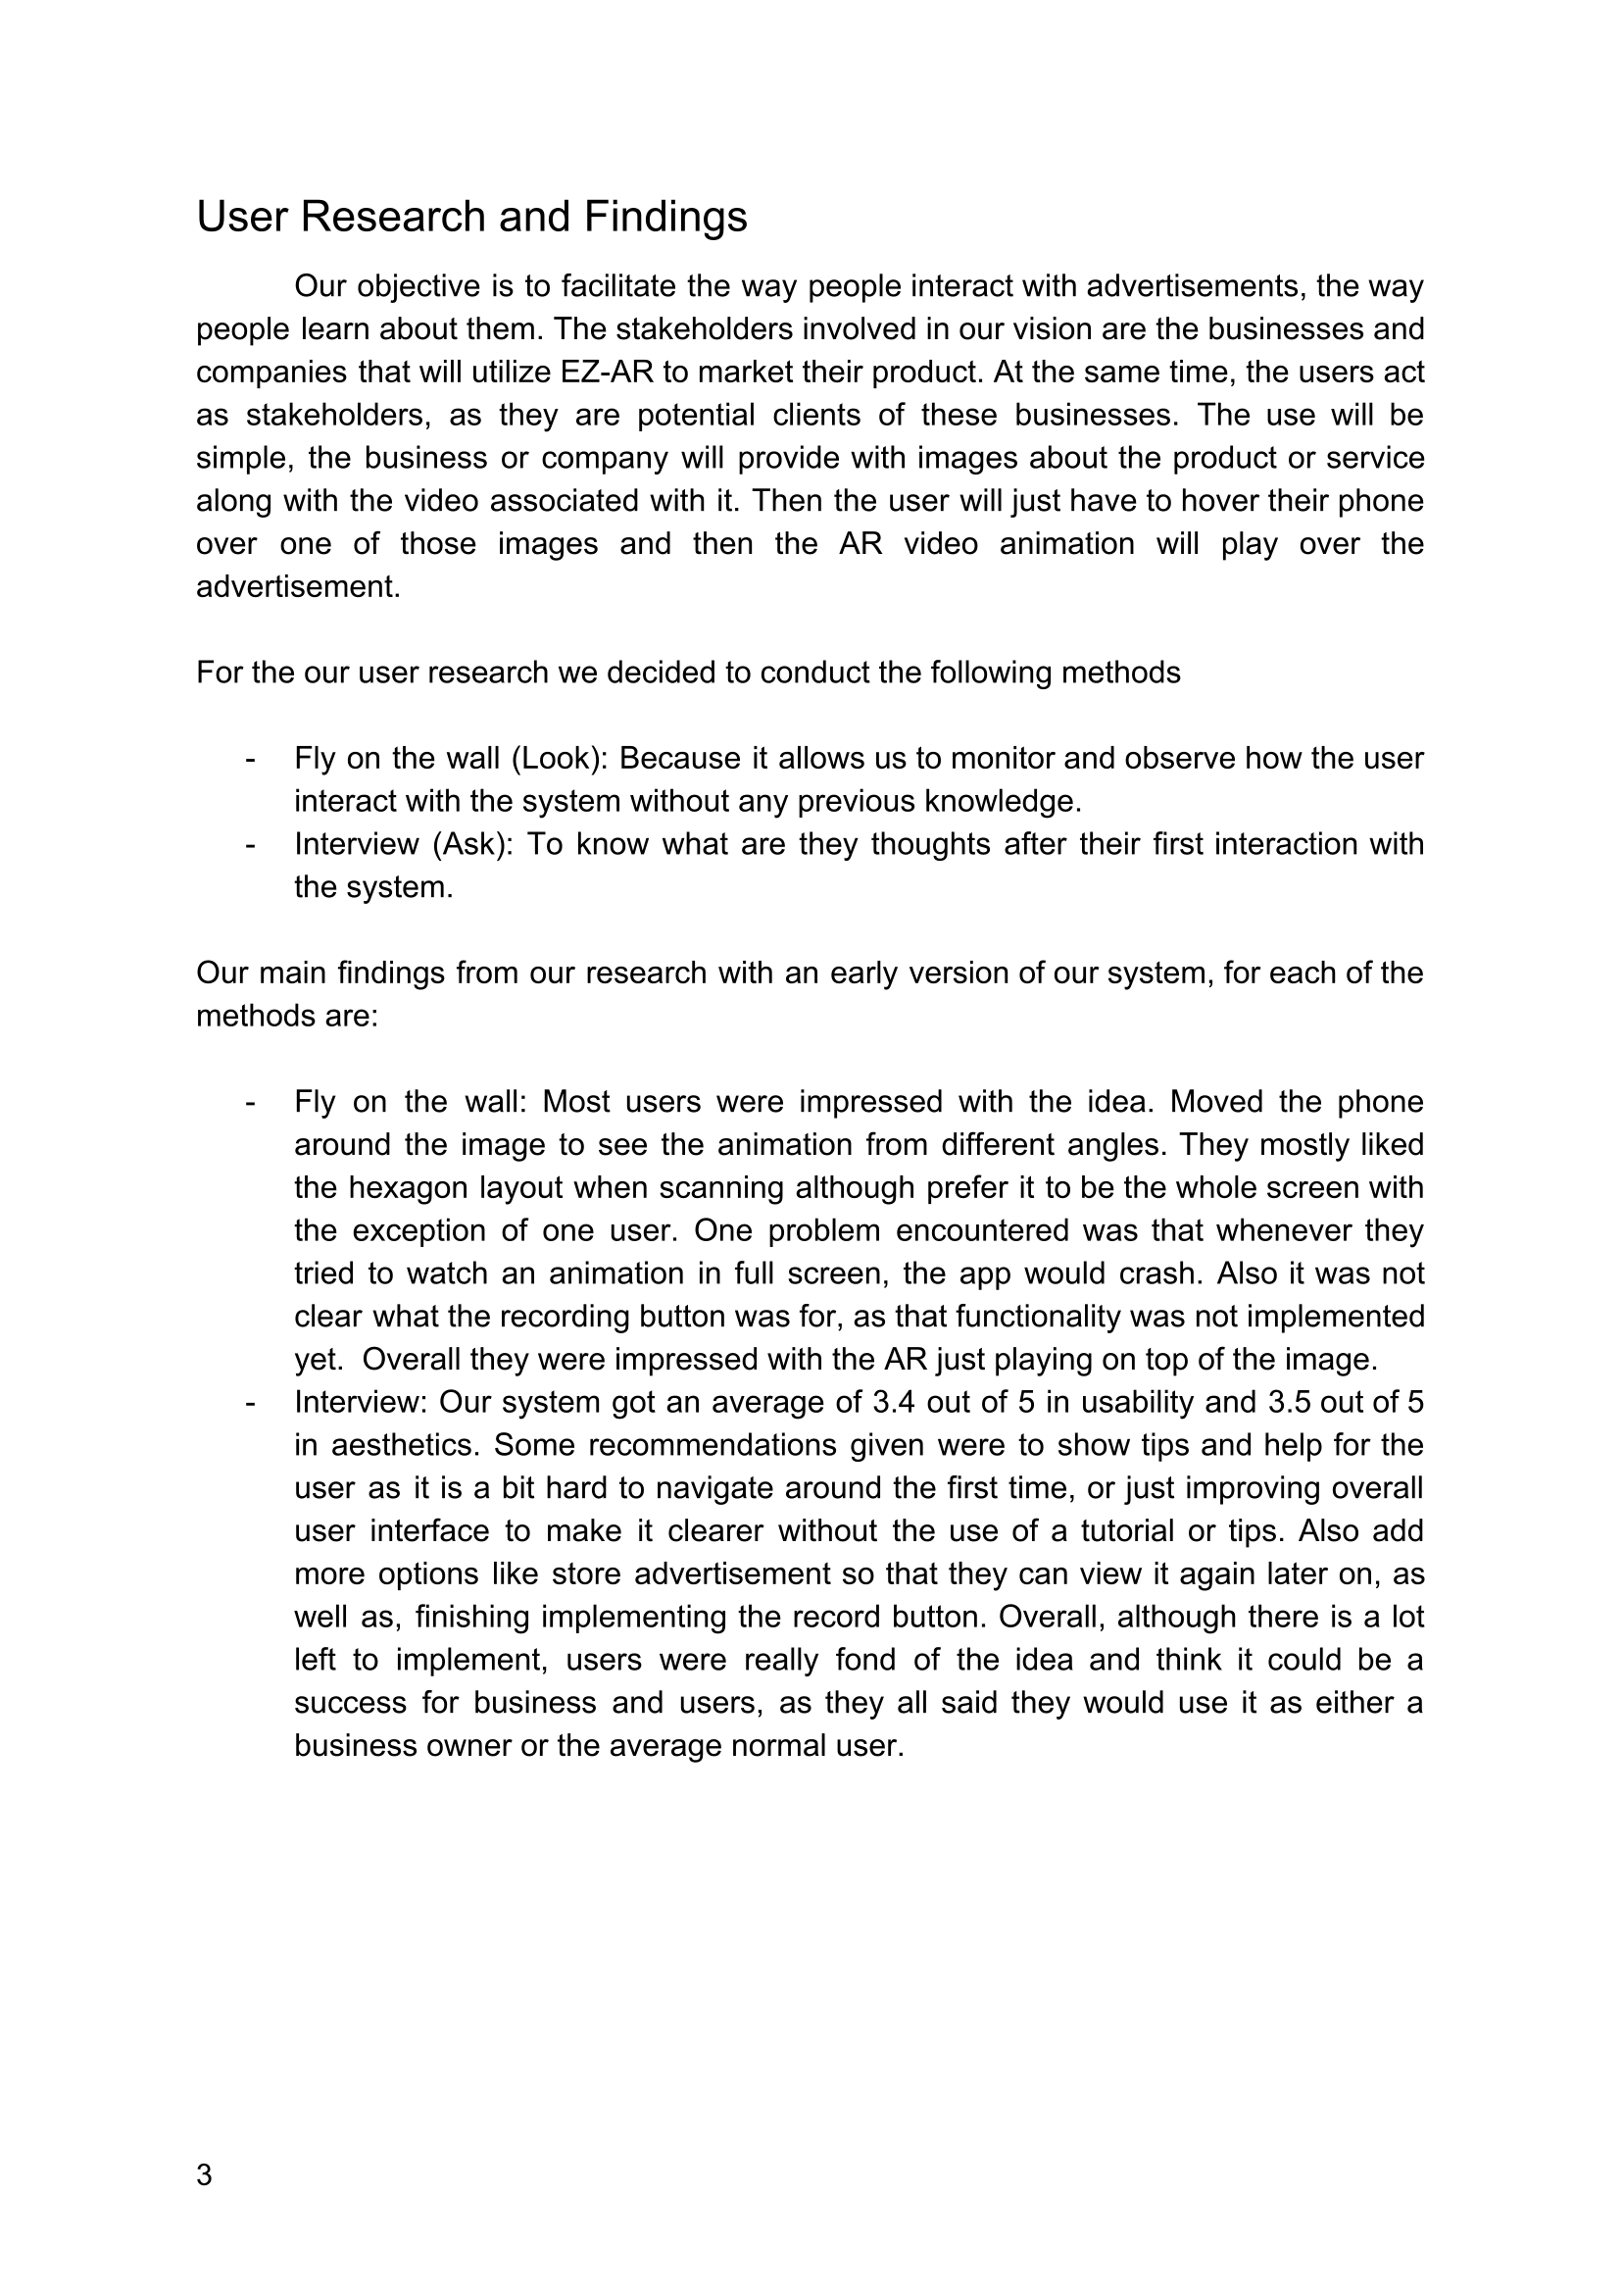 User Research and Findings
Our objective is to facilitate the way people interact with advertisements, the way
people learn about them. The stakeholders involved in our vision are the businesses and
companies that will utilize EZ-AR to market their product. At the same time, the users act
as stakeholders, as they are potential clients of these businesses. The use will be
simple, the business or company will provide with images about the product or service
along with the video associated with it. Then the user will just have to hover their phone
over one of those images and then the AR video animation will play over the
advertisement.
For the our user research we decided to conduct the following methods
- Fly on the wall (Look): Because it allows us to monitor and observe how the user
interact with the system without any previous knowledge.
- Interview (Ask): To know what are they thoughts after their first interaction with
the system.
Our main findings from our research with an early version of our system, for each of the
methods are:
- Fly on the wall: Most users were impressed with the idea. Moved the phone
around the image to see the animation from different angles. They mostly liked
the hexagon layout when scanning although prefer it to be the whole screen with
the exception of one user. One problem encountered was that whenever they
tried to watch an animation in full screen, the app would crash. Also it was not
clear what the recording button was for, as that functionality was not implemented
yet.  Overall they were impressed with the AR just playing on top of the image.
- Interview: Our system got an average of 3.4 out of 5 in usability and 3.5 out of 5
in aesthetics. Some recommendations given were to show tips and help for the
user as it is a bit hard to navigate around the first time, or just improving overall
user interface to make it clearer without the use of a tutorial or tips. Also add
more options like store advertisement so that they can view it again later on, as
well as, finishing implementing the record button. Overall, although there is a lot
left to implement, users were really fond of the idea and think it could be a
success for business and users, as they all said they would use it as either a
business owner or the average normal user.
3